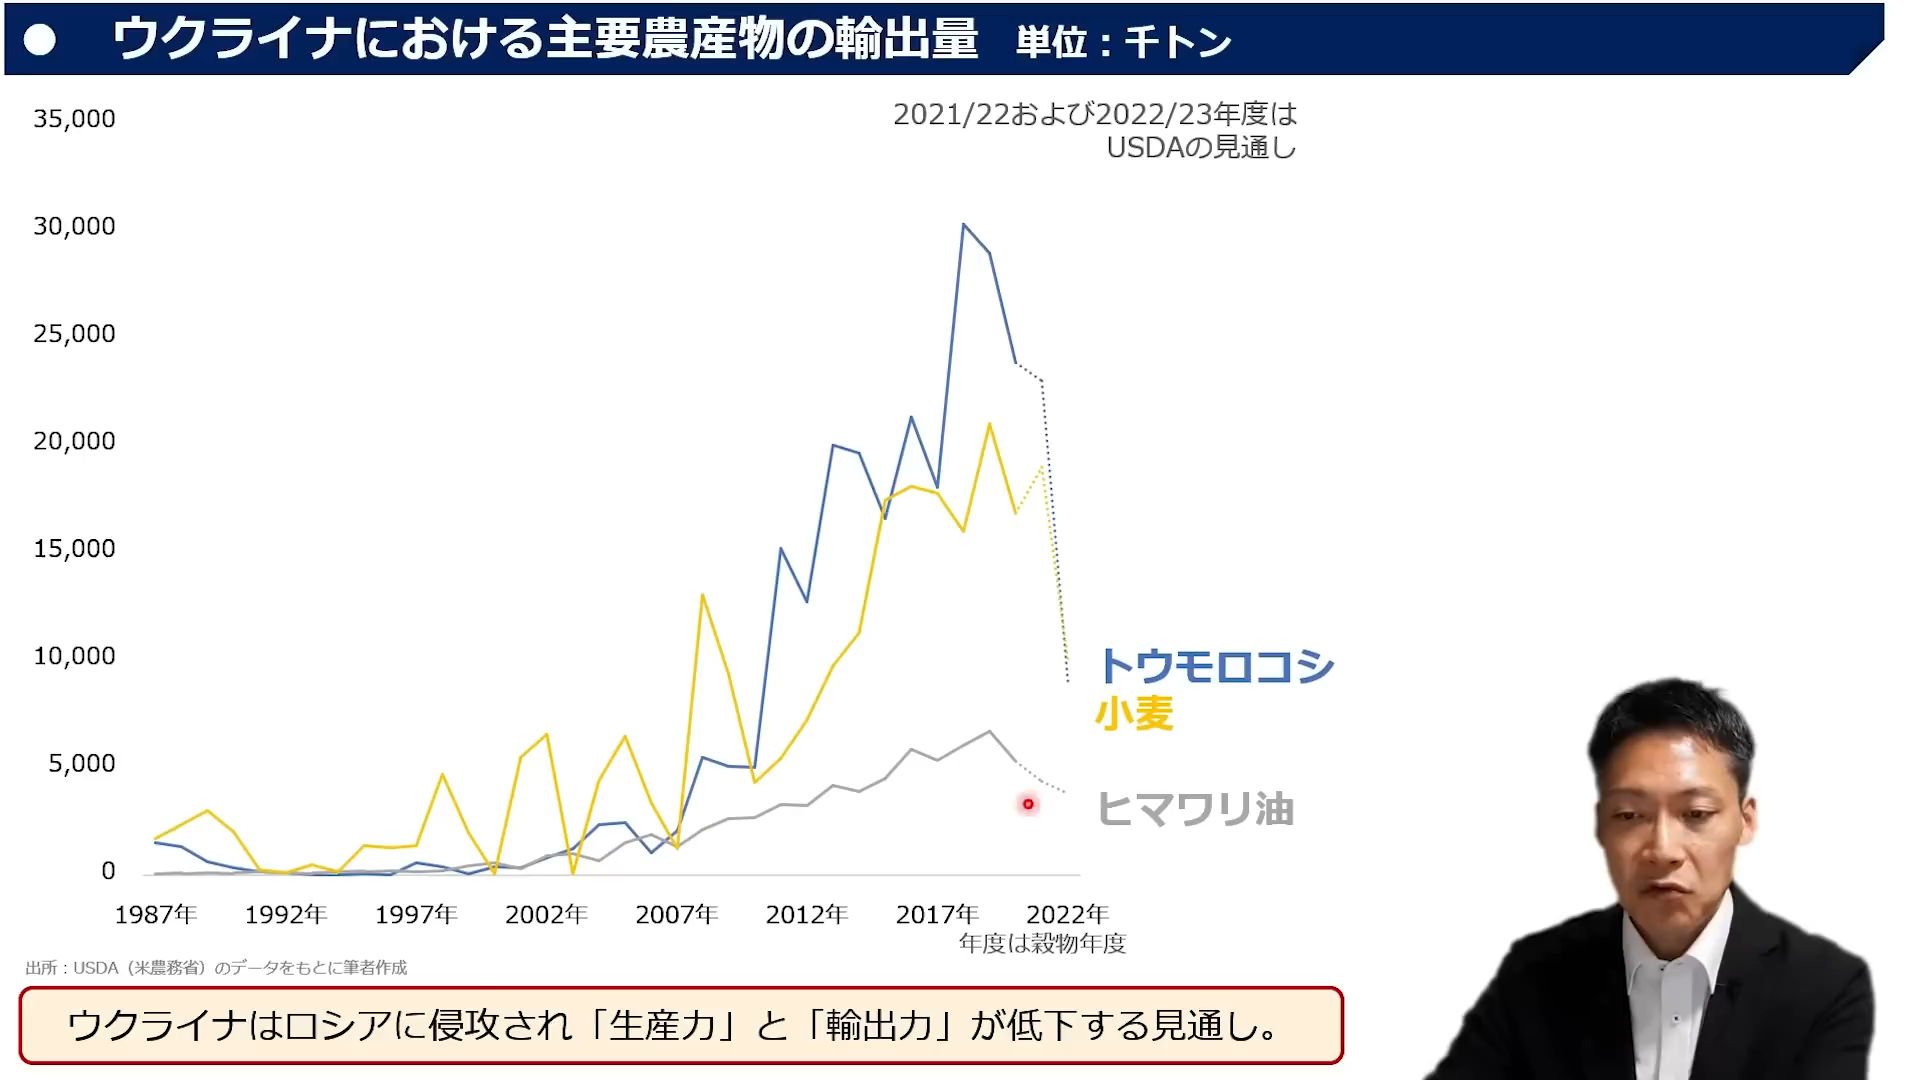 ウクライナにおける主要農産物の輸出量 単位：千トン
2021/22および2022/23年度は
USDAの見通し
35,000
30,000
25,000
20,000
15,000
10,000
5,000
0
トウモロコシ
小麦
ヒマワリ油
1987年 1992年 1997年 2002年 2007年 2012年 2017年 2022年
年度は穀物年度
出所：USDA（米農務省）のデータをもとに筆者作成
ウクライナはロシアに侵攻され「生産力」と「輸出力」が低下する見通し。